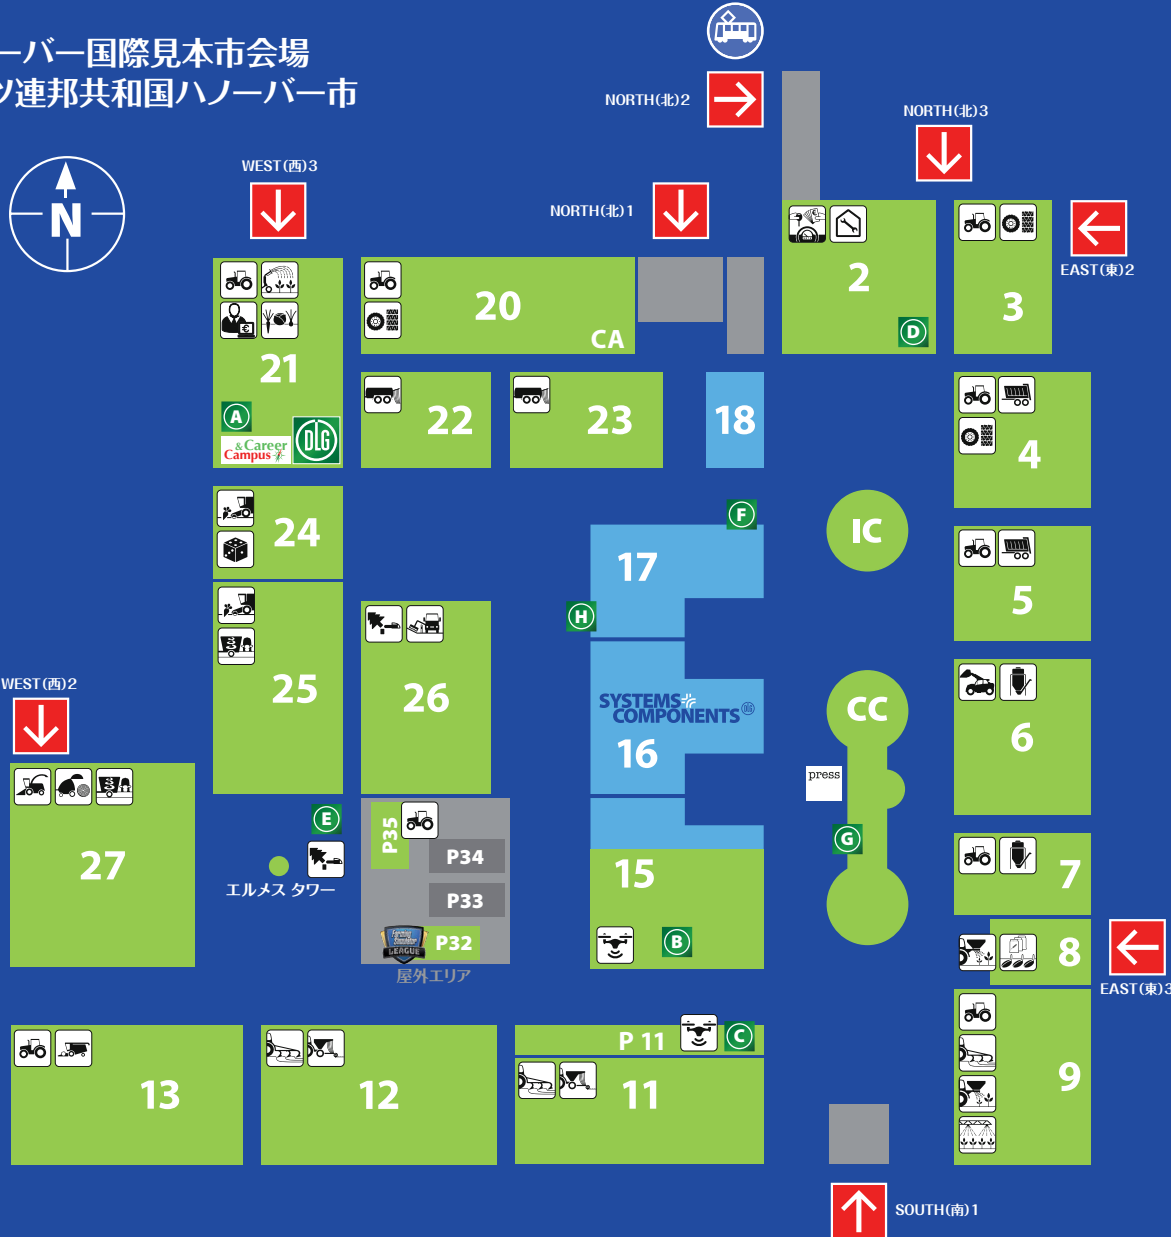 ーバー国際見本市会場
ツ連邦共和国ハノーバー市
NORTH(北)2
NORTH(北)3
WEST(西)3
N
NORTH(北)1
EAST(東)2
2
D
3
20
CA
21
A
&Career
Campus
DLG
22
23
18
4
F
24
IC
17
5
H
25
26
WEST(西)2
SYSTEMS
COMPONENTS
DLG
16
CC
6
press
27
E
エルメス タワー
P35
P34
P33
Farming
Simulator
LEAGUE
P32
屋外エリア
15
B
G
7
8
EAST(東)3
13
12
P 11
C
11
9
SOUTH(南)1